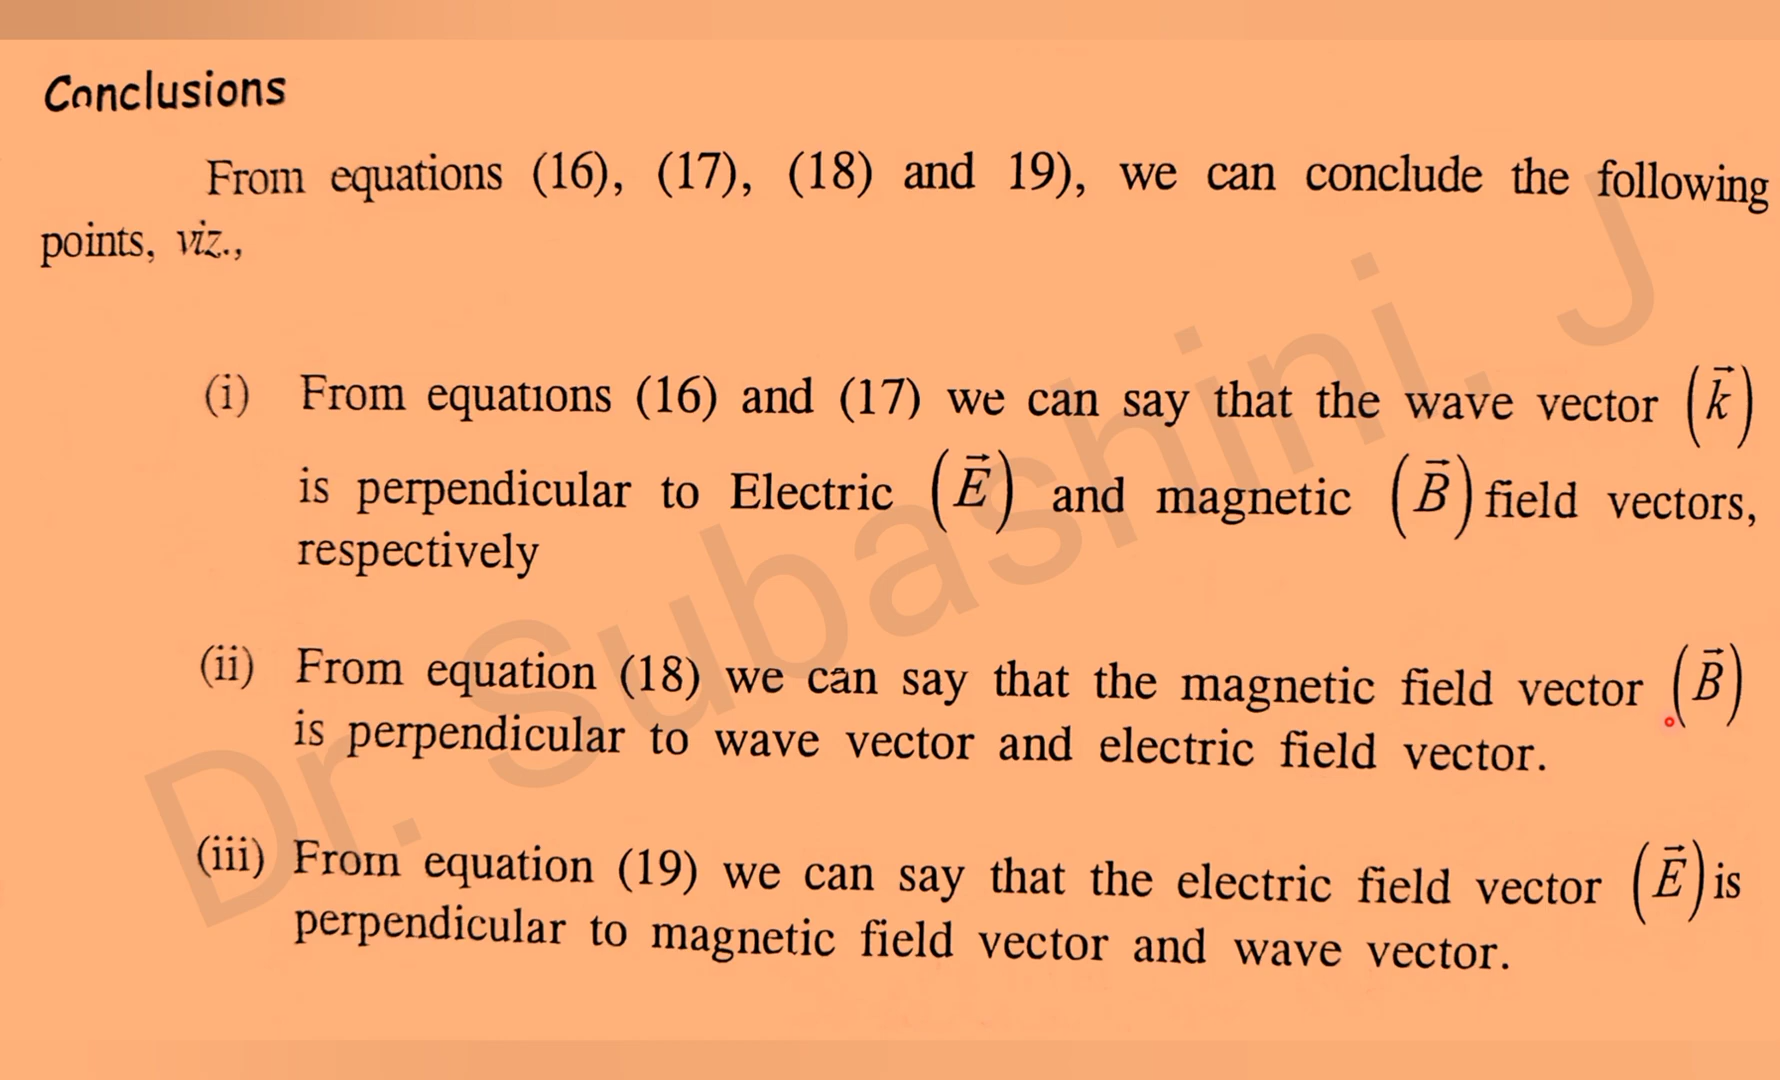 Conclusions
From equations (16), (17), (18) and 19), we can conclude the following
points, viz.,
(i) From equations (16) and (17) we can say that the wave vector (k⃗)
is perpendicular to Electric (E⃗) and magnetic (B⃗) field vectors,
respectively
(ii) From equation (18) we can say that the magnetic field vector (B⃗)
is perpendicular to wave vector and electric field vector.
(iii) From equation (19) we can say that the electric field vector (E⃗) is
perpendicular to magnetic field vector and wave vector.
Dr. Subashini. J